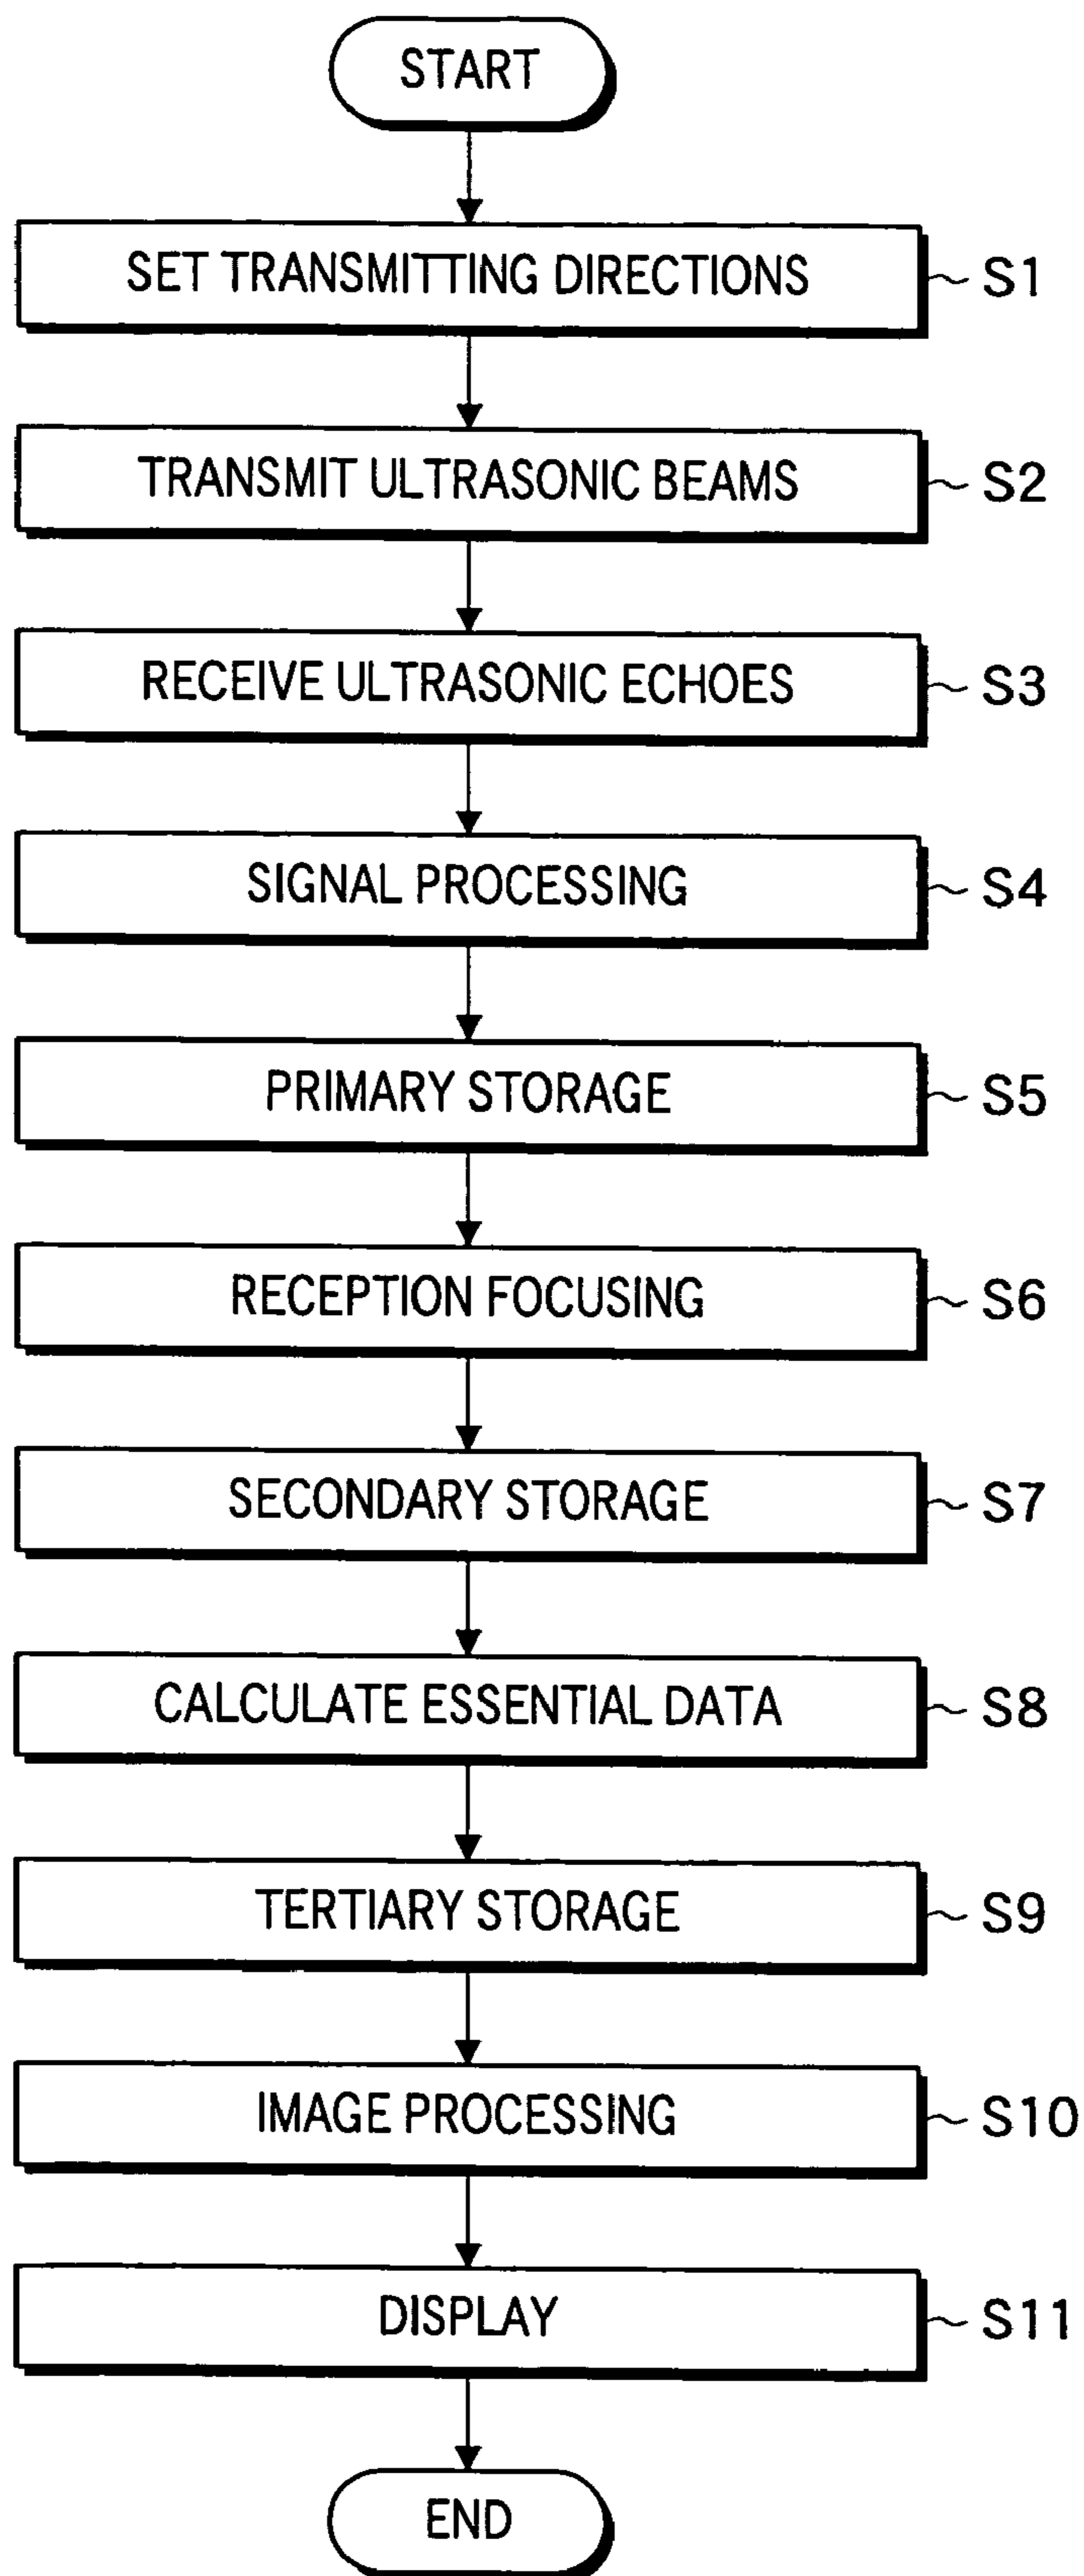 START
SET TRANSMITTING DIRECTIONS ~ S1
TRANSMIT ULTRASONIC BEAMS ~ S2
RECEIVE ULTRASONIC ECHOES ~ S3
SIGNAL PROCESSING ~ S4
PRIMARY STORAGE ~ S5
RECEPTION FOCUSING ~ S6
SECONDARY STORAGE ~ S7
CALCULATE ESSENTIAL DATA ~ S8
TERTIARY STORAGE ~ S9
IMAGE PROCESSING ~ S10
DISPLAY ~ S11
END